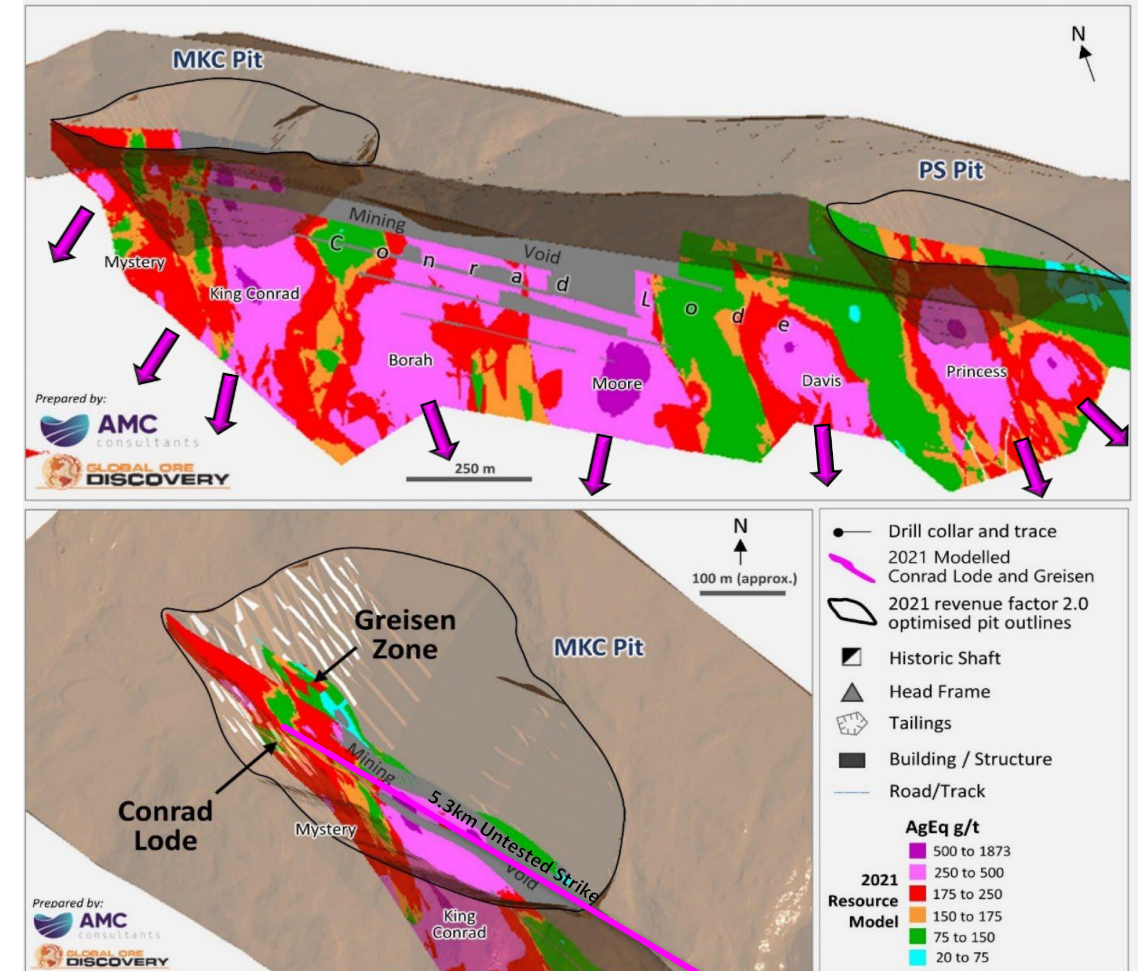 MKC Pit
N
PS Pit
Mining
Void
Conrad Lode
Mystery
King Conrad
Borah
Moore
Davis
Princess
Prepared by:
AMC
consultants
GLOBAL ORE
DISCOVERY
250 m
N
100 m (approx.)
Greisen
Zone
MKC Pit
Mining
5.3km Untested Strike
Void
Conrad
Lode
Mystery
King
Conrad
Prepared by:
AMC
consultants
GLOBAL ORE
DISCOVERY
Drill collar and trace
2021 Modelled
Conrad Lode and Greisen
2021 revenue factor 2.0
optimised pit outlines
Historic Shaft
Head Frame
Tailings
Building / Structure
Road/Track
AgEq g/t
2021
Resource
Model
500 to 1873
250 to 500
175 to 250
150 to 175
75 to 150
20 to 75